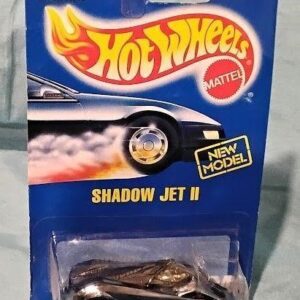 Hot Wheels
MATTEL
NEW
MODEL
SHADOW JET II